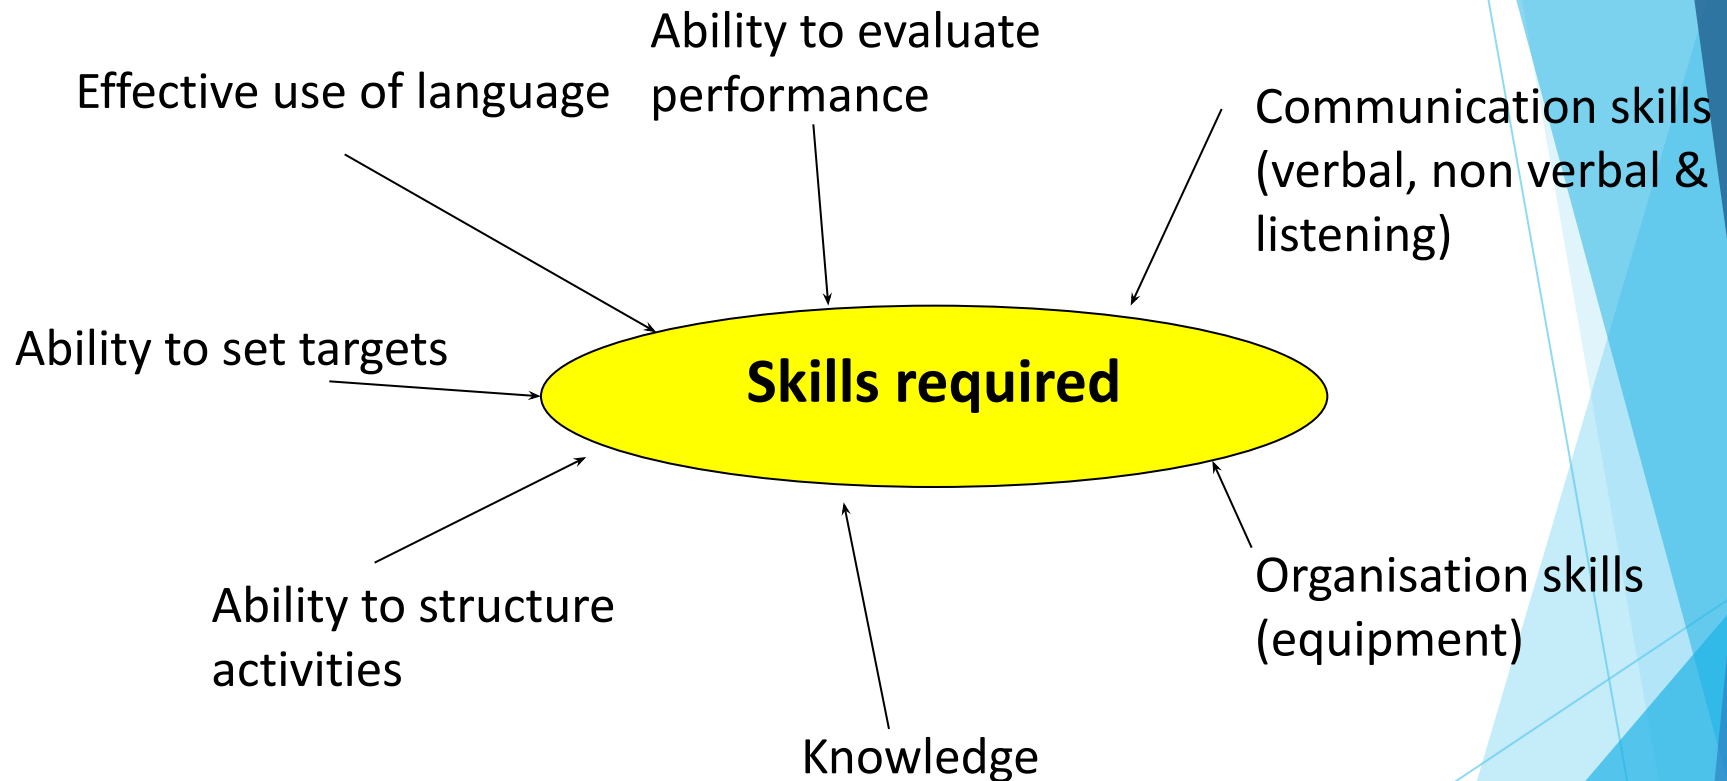 Effective use of language
Ability to evaluate
performance
Communication skills
(verbal, non verbal &
listening)
Ability to set targets
Skills required
Ability to structure
activities
Organisation skills
(equipment)
Knowledge